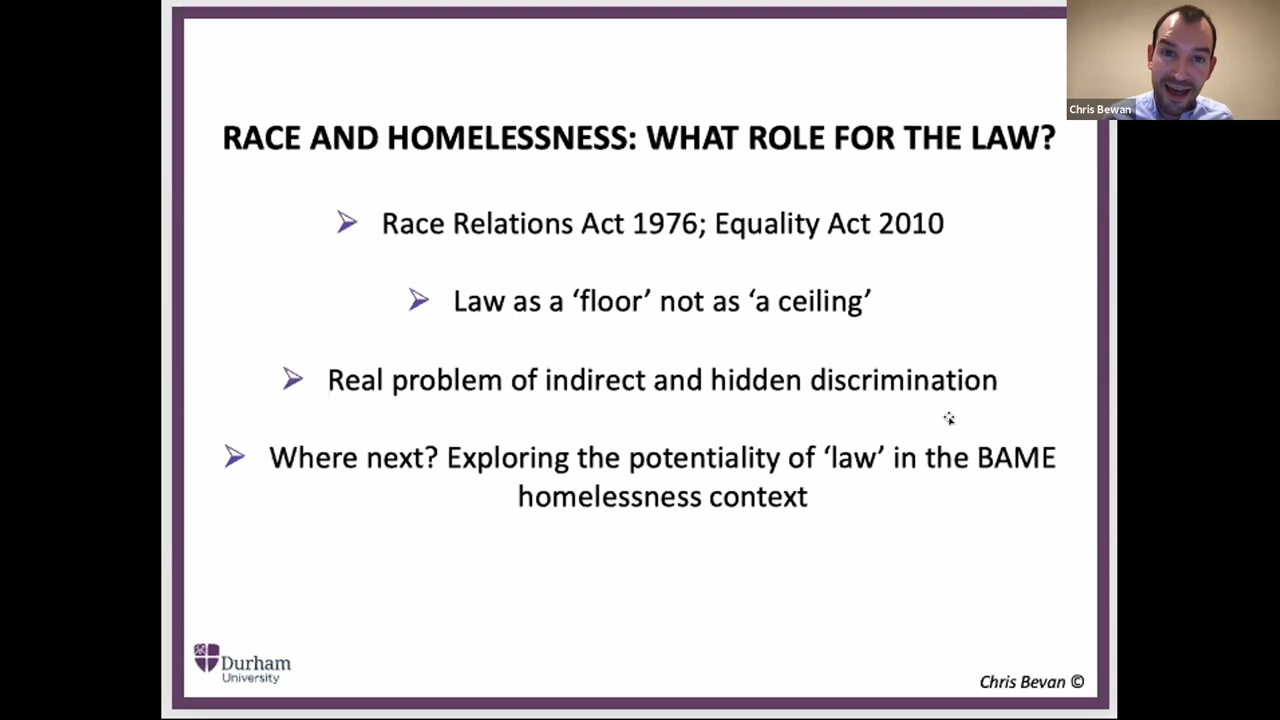 Chris Bewan
RACE AND HOMELESSNESS: WHAT ROLE FOR THE LAW?
➢ Race Relations Act 1976; Equality Act 2010
➢ Law as a ‘floor’ not as ‘a ceiling’
➢ Real problem of indirect and hidden discrimination
➢ Where next? Exploring the potentiality of ‘law’ in the BAME
homelessness context
Durham
University
Chris Bevan ©